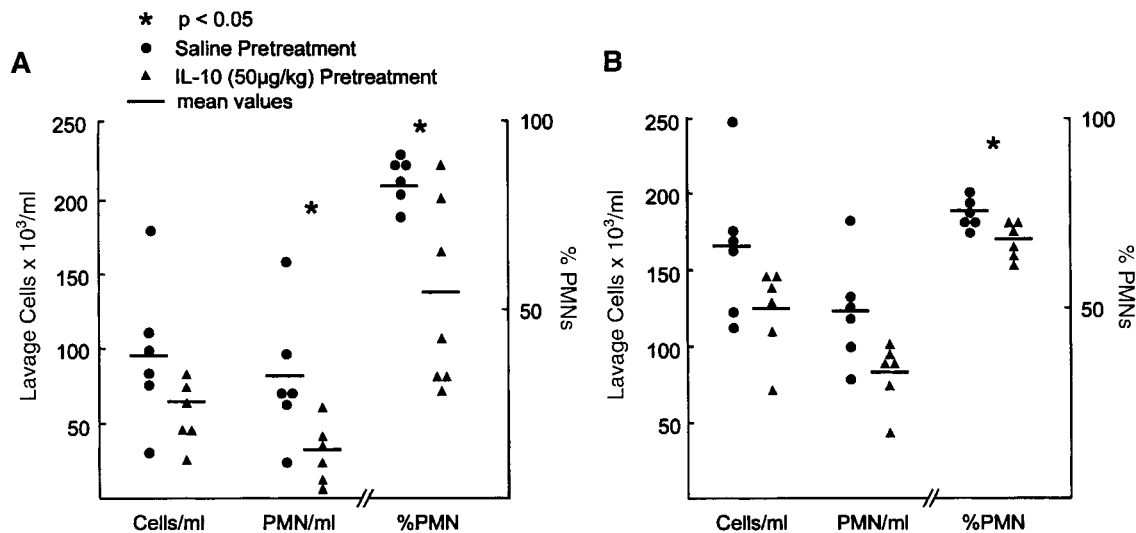 * p < 0.05
● Saline Pretreatment
▲ IL-10 (50µg/kg) Pretreatment
— mean values
A
250
200
150
100
50
Lavage Cells x 10³/ml
*
*
100
50
% PMNs
Cells/ml PMN/ml %PMN
B
250
200
150
100
50
Lavage Cells x 10³/ml
*
100
50
% PMNs
Cells/ml PMN/ml %PMN